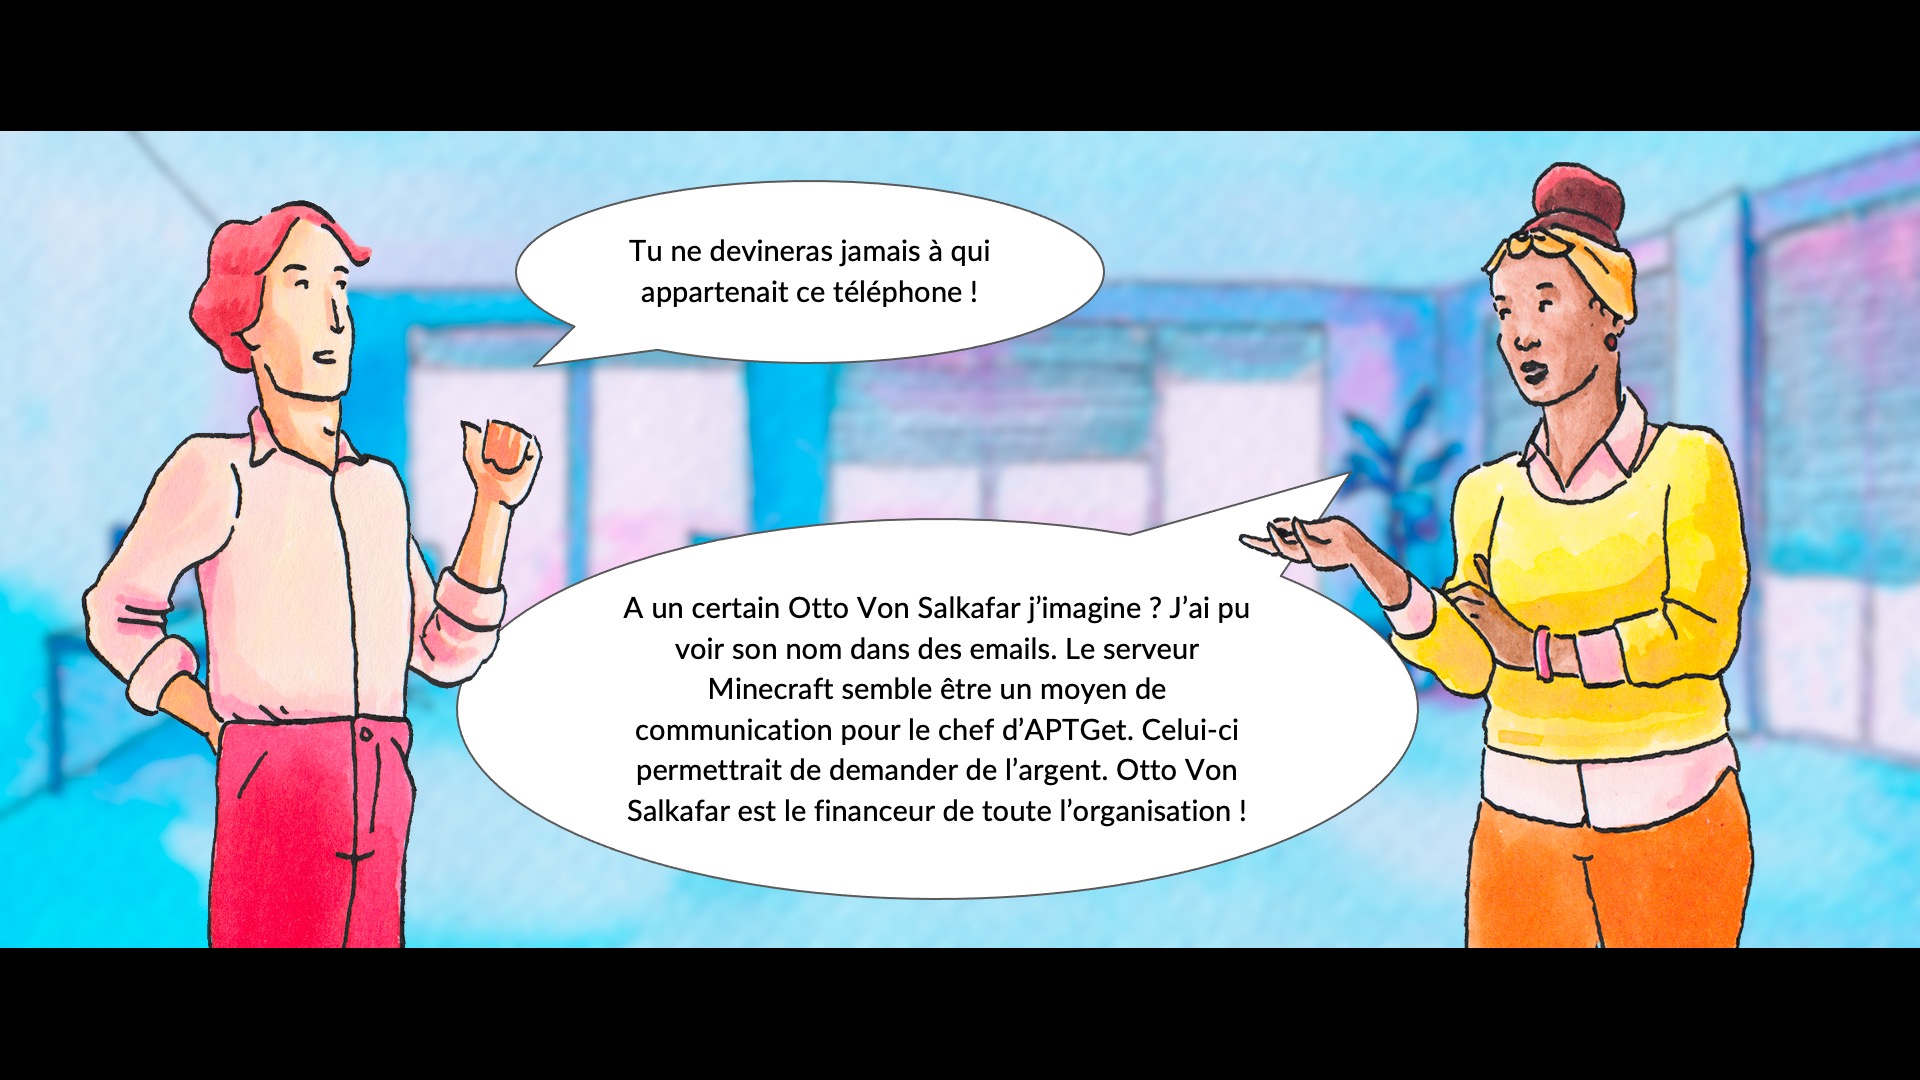 Tu ne devineras jamais à qui
appartenait ce téléphone !
A un certain Otto Von Salkafar j’imagine ? J’ai pu
voir son nom dans des emails. Le serveur
Minecraft semble être un moyen de
communication pour le chef d’APTGet. Celui-ci
permettrait de demander de l’argent. Otto Von
Salkafar est le financeur de toute l’organisation !